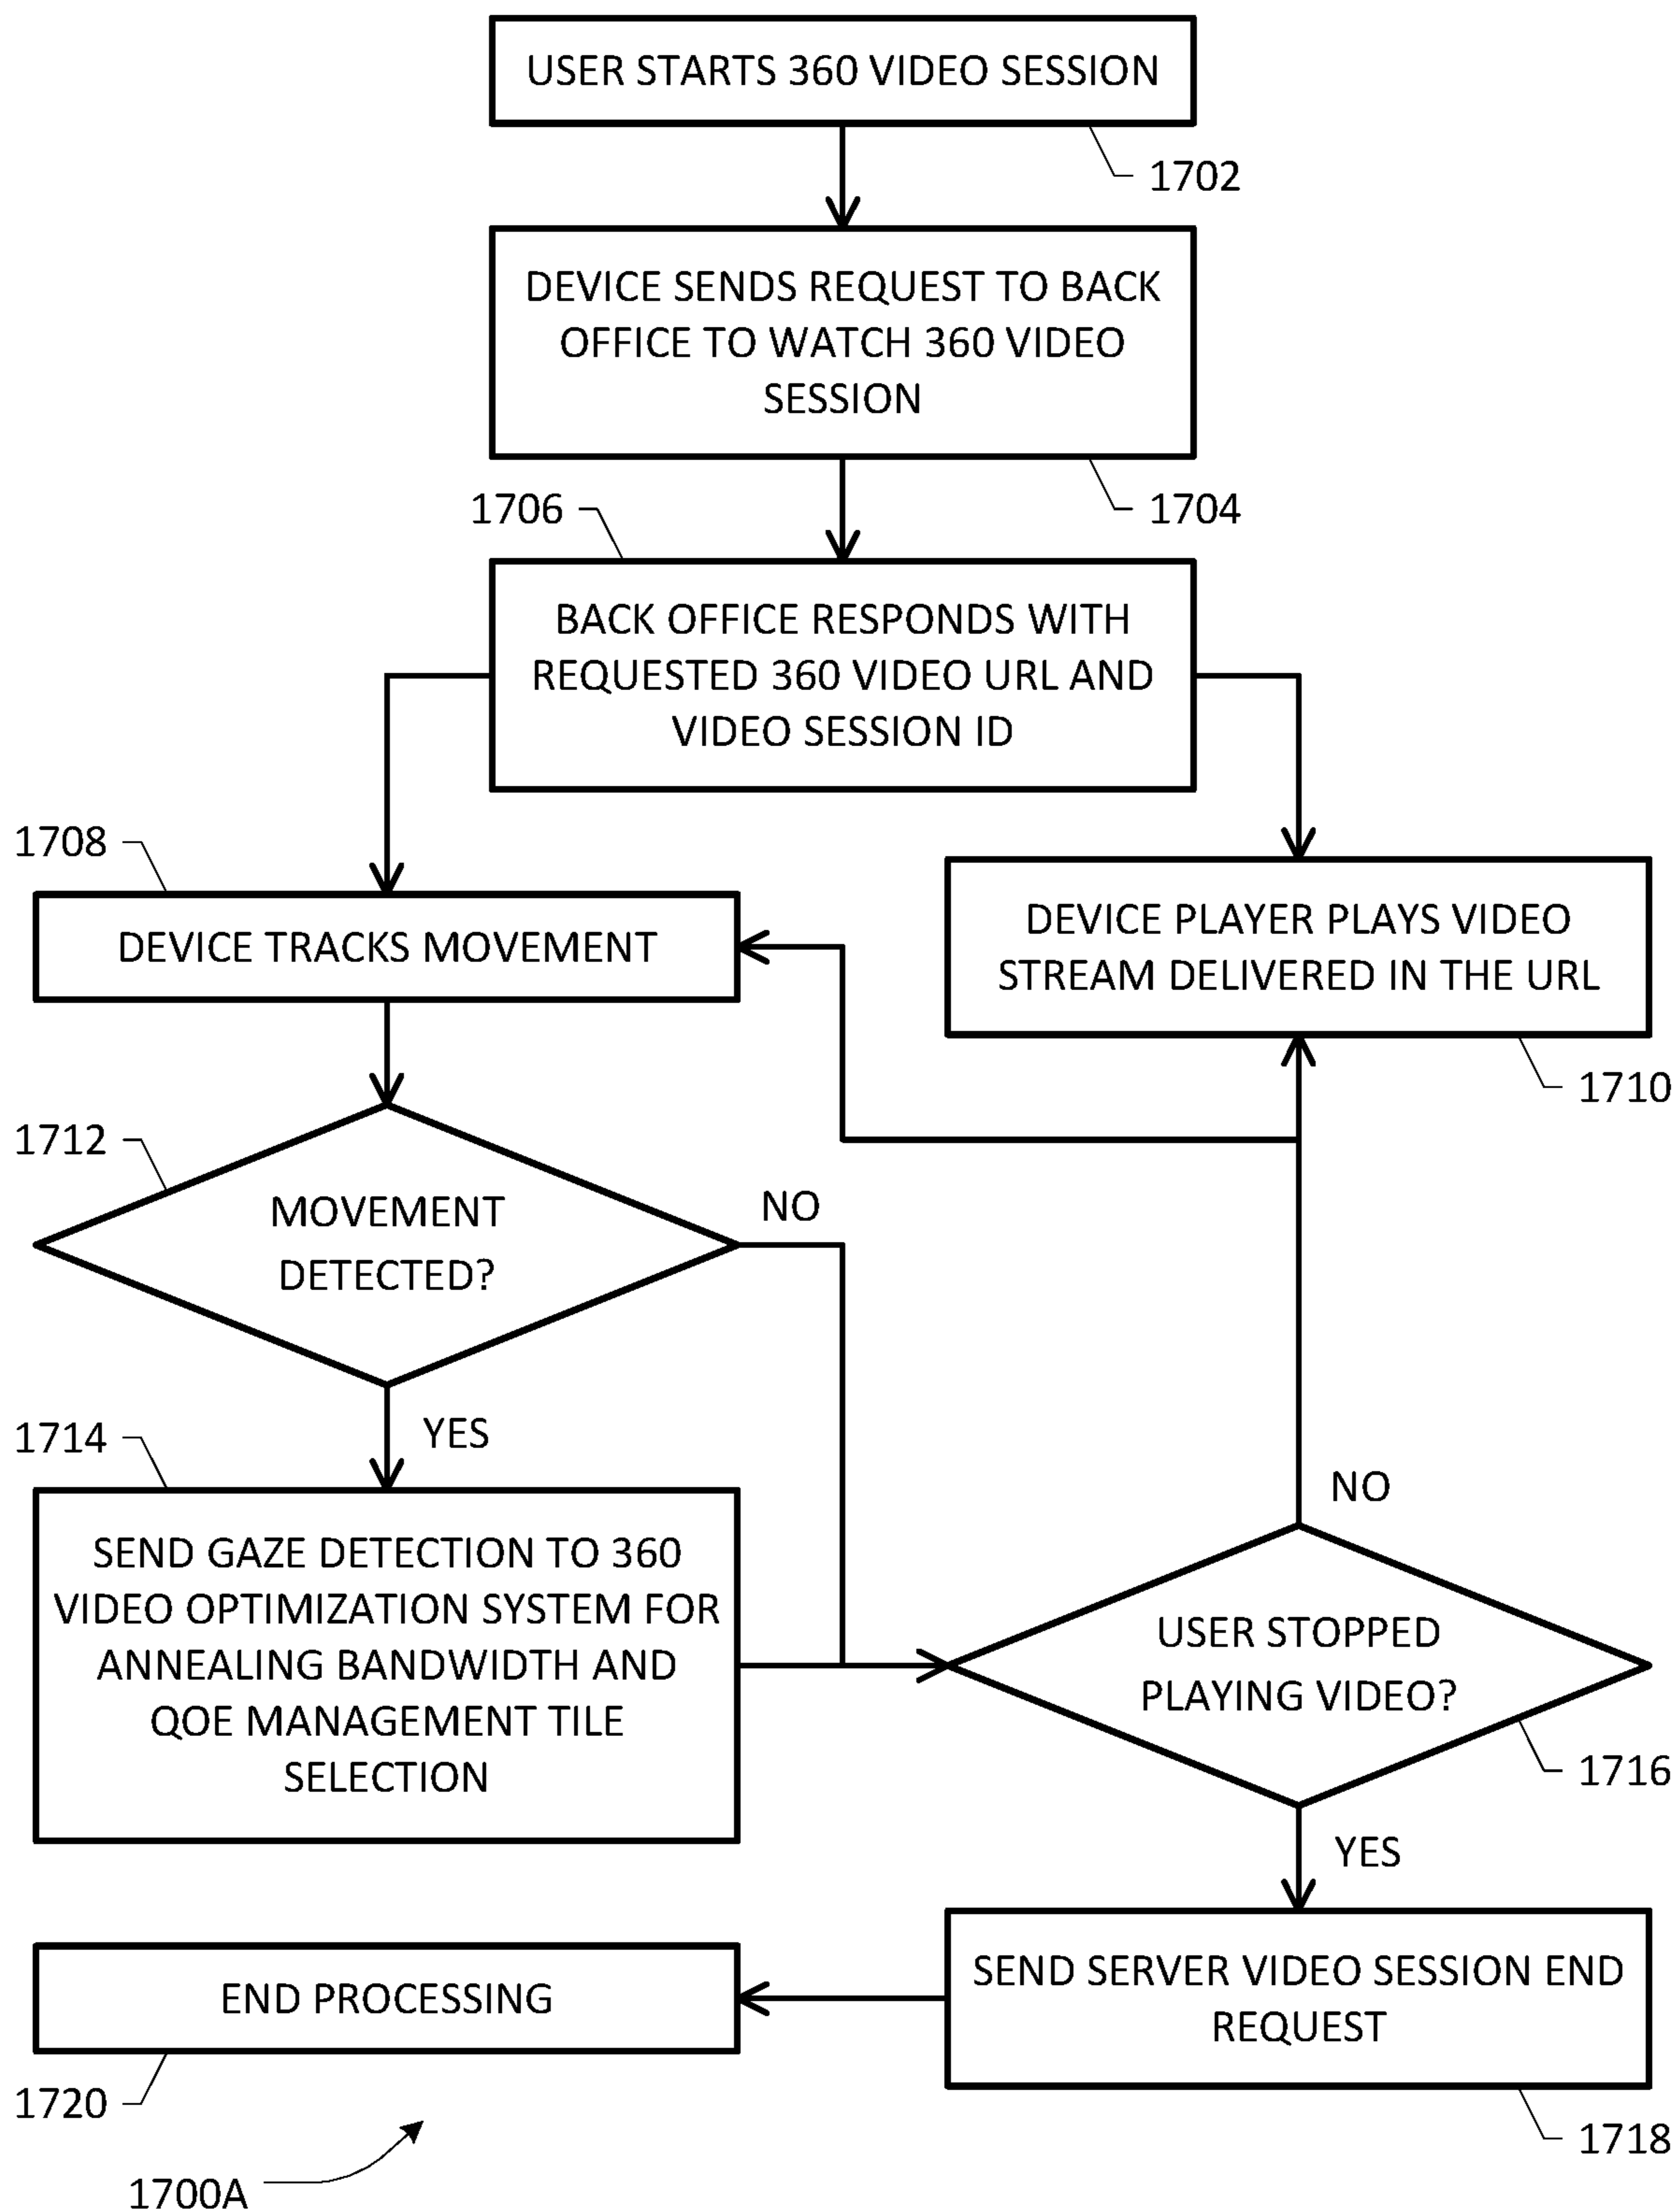 USER STARTS 360 VIDEO SESSION
1702
DEVICE SENDS REQUEST TO BACK
OFFICE TO WATCH 360 VIDEO
SESSION
1704
1706
BACK OFFICE RESPONDS WITH
REQUESTED 360 VIDEO URL AND
VIDEO SESSION ID
1708
DEVICE TRACKS MOVEMENT
DEVICE PLAYER PLAYS VIDEO
STREAM DELIVERED IN THE URL
1710
1712
MOVEMENT
DETECTED?
NO
YES
1714
SEND GAZE DETECTION TO 360
VIDEO OPTIMIZATION SYSTEM FOR
ANNEALING BANDWIDTH AND
QOE MANAGEMENT TILE
SELECTION
NO
USER STOPPED
PLAYING VIDEO?
1716
YES
SEND SERVER VIDEO SESSION END
REQUEST
1718
END PROCESSING
1720
1700A